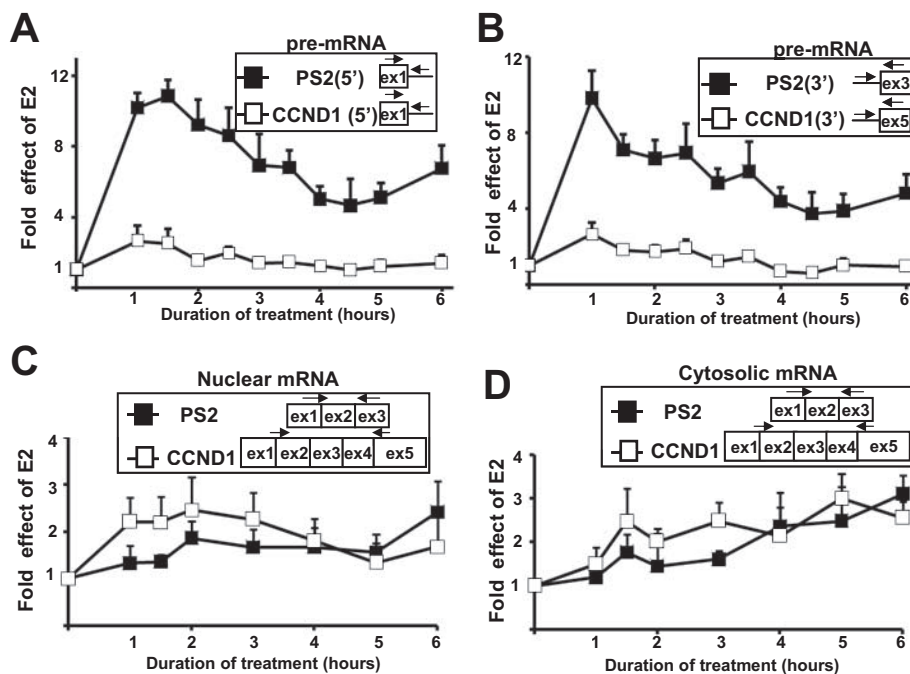 A
pre-mRNA
PS2(5’)
ex1
CCND1 (5’)
ex1
Fold effect of E2
12
8
4
1
1 2 3 4 5 6
Duration of treatment (hours)
B
pre-mRNA
PS2(3’)
ex3
CCND1(3’)
ex5
Fold effect of E2
12
8
4
1
1 2 3 4 5 6
Duration of treatment (hours)
C
Nuclear mRNA
PS2
ex1 ex2 ex3
CCND1
ex1 ex2 ex3 ex4 ex5
Fold effect of E2
4
3
2
1
1 2 3 4 5 6
Duration of treatment (hours)
D
Cytosolic mRNA
PS2
ex1 ex2 ex3
CCND1
ex1 ex2 ex3 ex4 ex5
Fold effect of E2
4
3
2
1
1 2 3 4 5 6
Duration of treatment (hours)